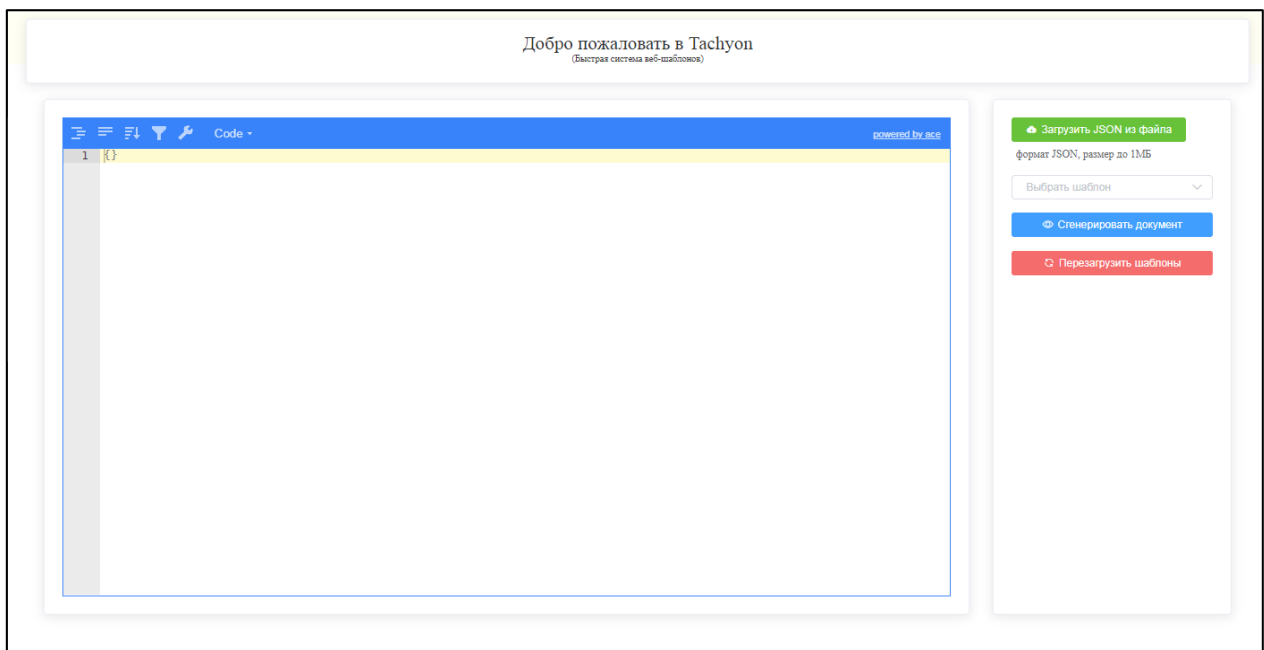 Добро пожаловать в Tachyon
(Быстрая система веб-шаблонов)
Code
powered by ace
1 {}
Загрузить JSON из файла
формат JSON, размер до 1МБ
Выбрать шаблон
Сгенерировать документ
Перезагрузить шаблоны